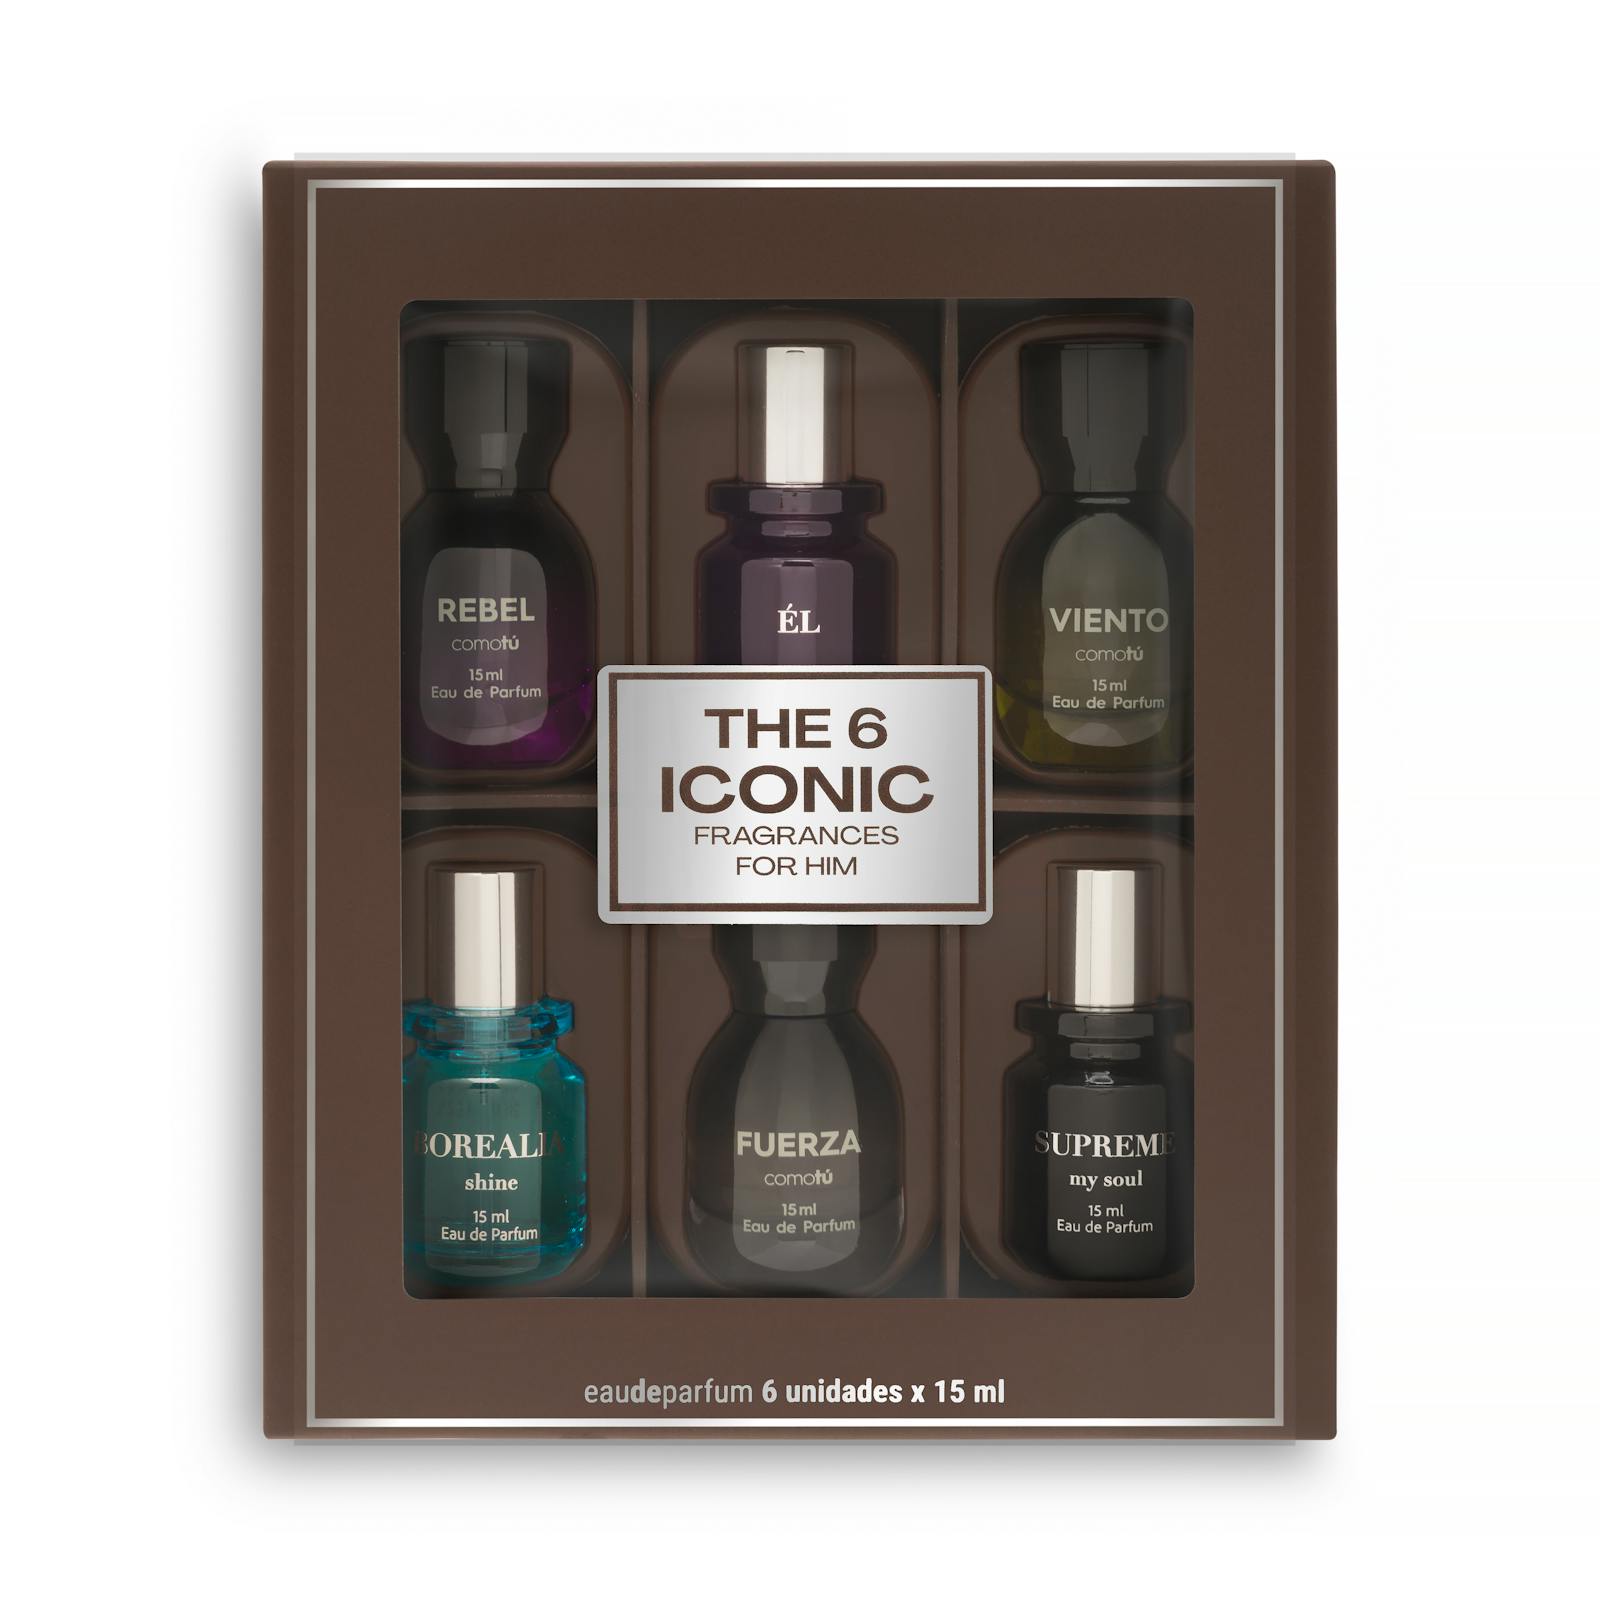 REBEL
comotú
15 ml
Eau de Parfum
ÉL
VIENTO
comotú
15 ml
Eau de Parfum
THE 6
ICONIC
FRAGRANCES
FOR HIM
BOREALIA
shine
15 ml
Eau de Parfum
FUERZA
comotú
15 ml
Eau de Parfum
SUPREME
my soul
15 ml
Eau de Parfum
eaudeparfum 6 unidades x 15 ml